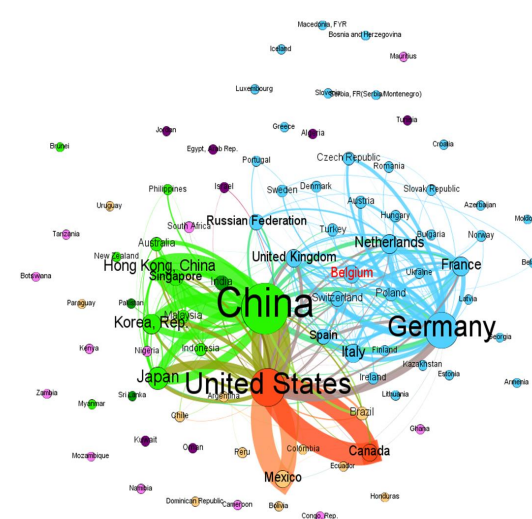 Macedonia, FYR
Bosnia and Herzegovina
Iceland
Mauritius
Luxembourg
Serbia, FR(Serbia/Montenegro)
Greece
Tunisia
Jordan
Algeria
Croatia
Brunei
Egypt, Arab Rep.
Portugal
Czech Republic
Romania
Philippines
Israel
Sweden
Denmark
Slovak Republic
Uruguay
Austria
Azerbaijan
Tanzania
South Africa
Russian Federation
Hungary
Moldo
Turkey
Bulgaria
Norway
Australia
Netherlands
New Zealand
United Kingdom
Hong Kong, China
Belgium
Ukraine
France
Bel
Botswana
Singapore
India
Paraguay
Pakistan
China
Switzerland
Poland
Latvia
Malaysia
Korea, Rep.
Germany
Spain
Georgia
Kenya
Nigeria
Indonesia
Italy
Finland
Kazakhstan
Japan
United States
Ireland
Estonia
Armenia
Zambia
Sri Lanka
Argentina
Lithuania
Myanmar
Chile
Brazil
Ghana
Kuwait
Oman
Peru
Colombia
Canada
Mozambique
Ecuador
Mexico
Namibia
Dominican Republic
Cameroon
Bolivia
Honduras
Congo, Rep.